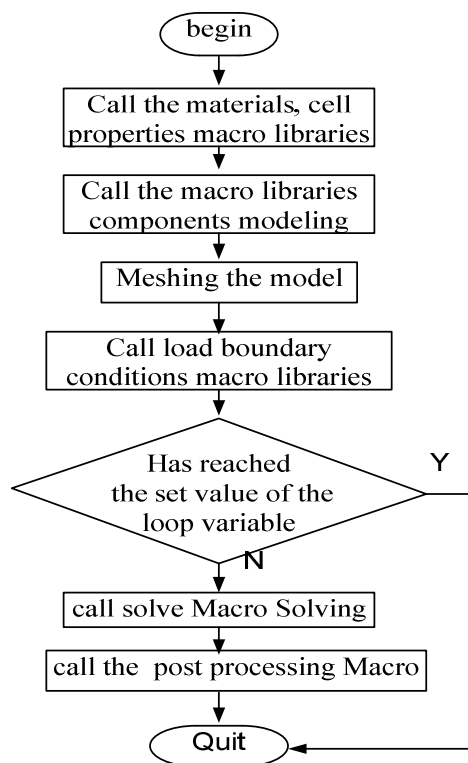 begin
Call the materials, cell
properties macro libraries
Call the macro libraries
components modeling
Meshing the model
Call load boundary
conditions macro libraries
Has reached
the set value of the
loop variable
Y
N
call solve Macro Solving
call the post processing Macro
Quit